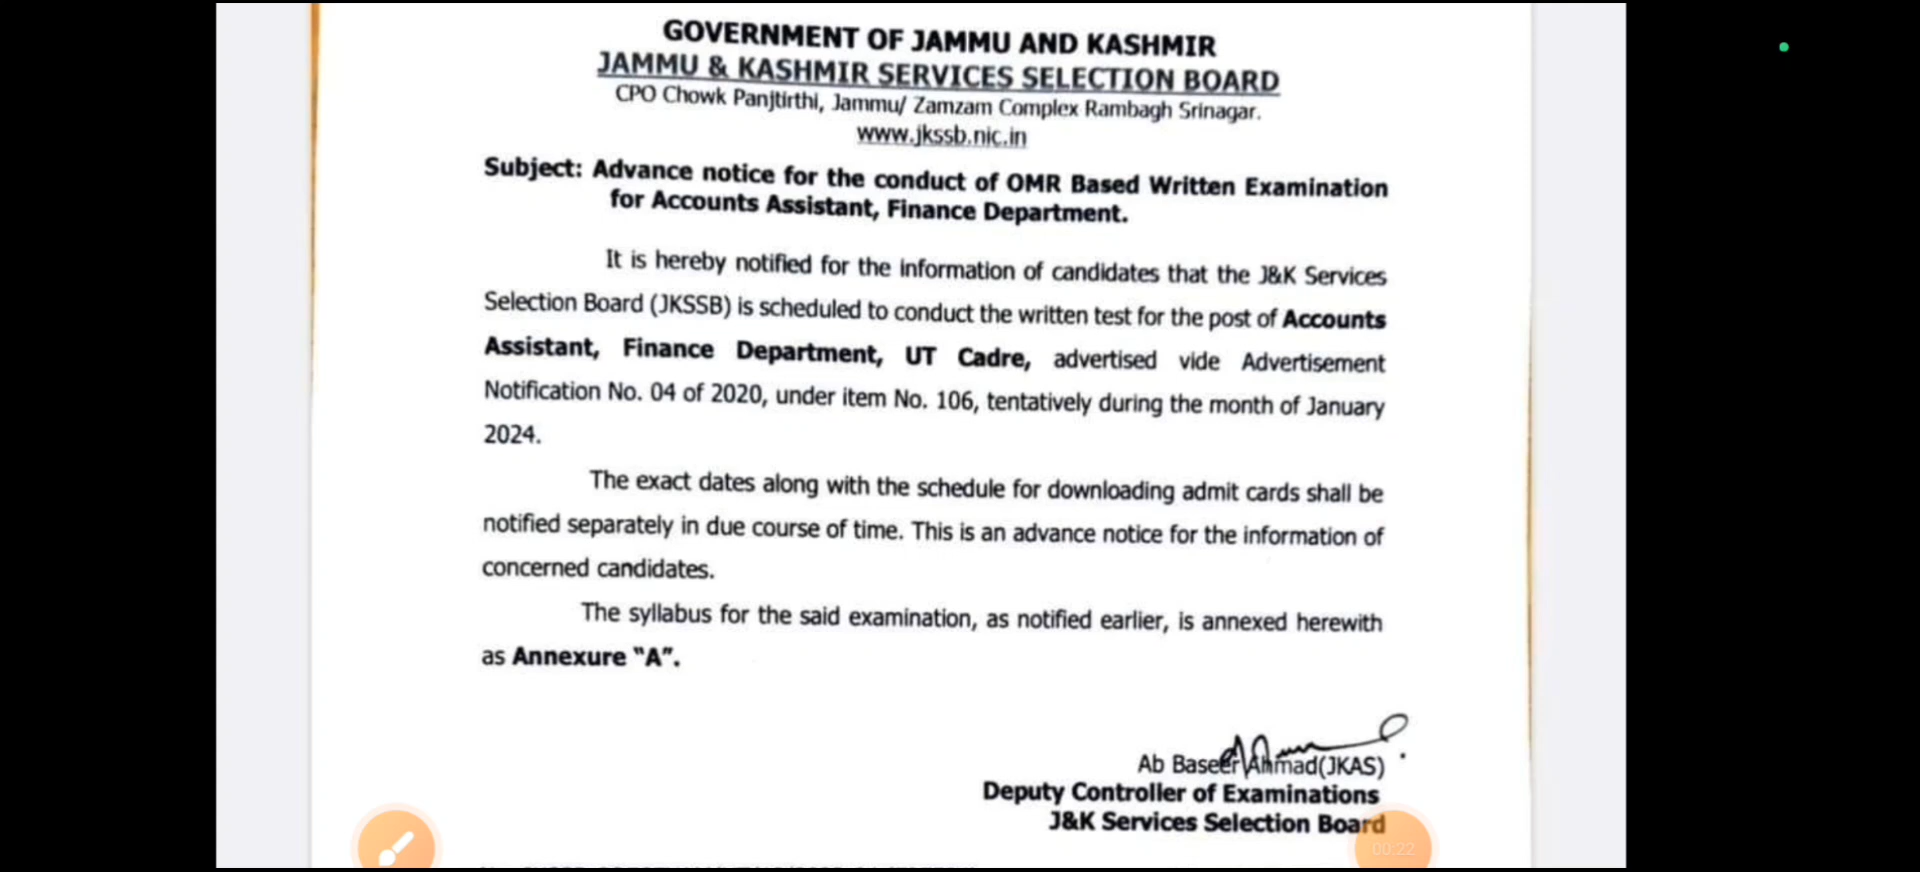 GOVERNMENT OF JAMMU AND KASHMIR
JAMMU & KASHMIR SERVICES SELECTION BOARD
CPO Chowk Panjtirthi, Jammu/ Zamzam Complex Rambagh Srinagar.
www.jkssb.nic.in
Subject: Advance notice for the conduct of OMR Based Written Examination
for Accounts Assistant, Finance Department.
It is hereby notified for the information of candidates that the J&K Services
Selection Board (JKSSB) is scheduled to conduct the written test for the post of Accounts
Assistant, Finance Department, UT Cadre, advertised vide Advertisement
Notification No. 04 of 2020, under item No. 106, tentatively during the month of January
2024.
The exact dates along with the schedule for downloading admit cards shall be
notified separately in due course of time. This is an advance notice for the information of
concerned candidates.
The syllabus for the said examination, as notified earlier, is annexed herewith
as Annexure “A”.
Ab Baseer Ahmad(JKAS)
Deputy Controller of Examinations
J&K Services Selection Board
00:22